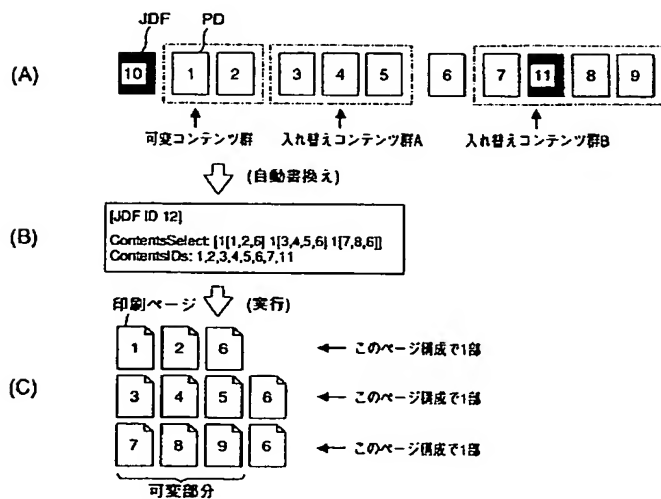 JDF PD
(A) 10 1 2 3 4 5 6 7 11 8 9
可変コンテンツ群 入れ替えコンテンツ群A 入れ替えコンテンツ群B
(自動書換え)
(B)
[JDF ID 12]
ContentsSelect: [1[1,2,6] 1[3,4,5,6] 1[7,8,6]]
ContentsIDs: 1,2,3,4,5,6,7,11
印刷ページ (実行)
1 2 6 ← このページ構成で1部
(C) 3 4 5 6 ← このページ構成で1部
7 8 9 6 ← このページ構成で1部
可変部分